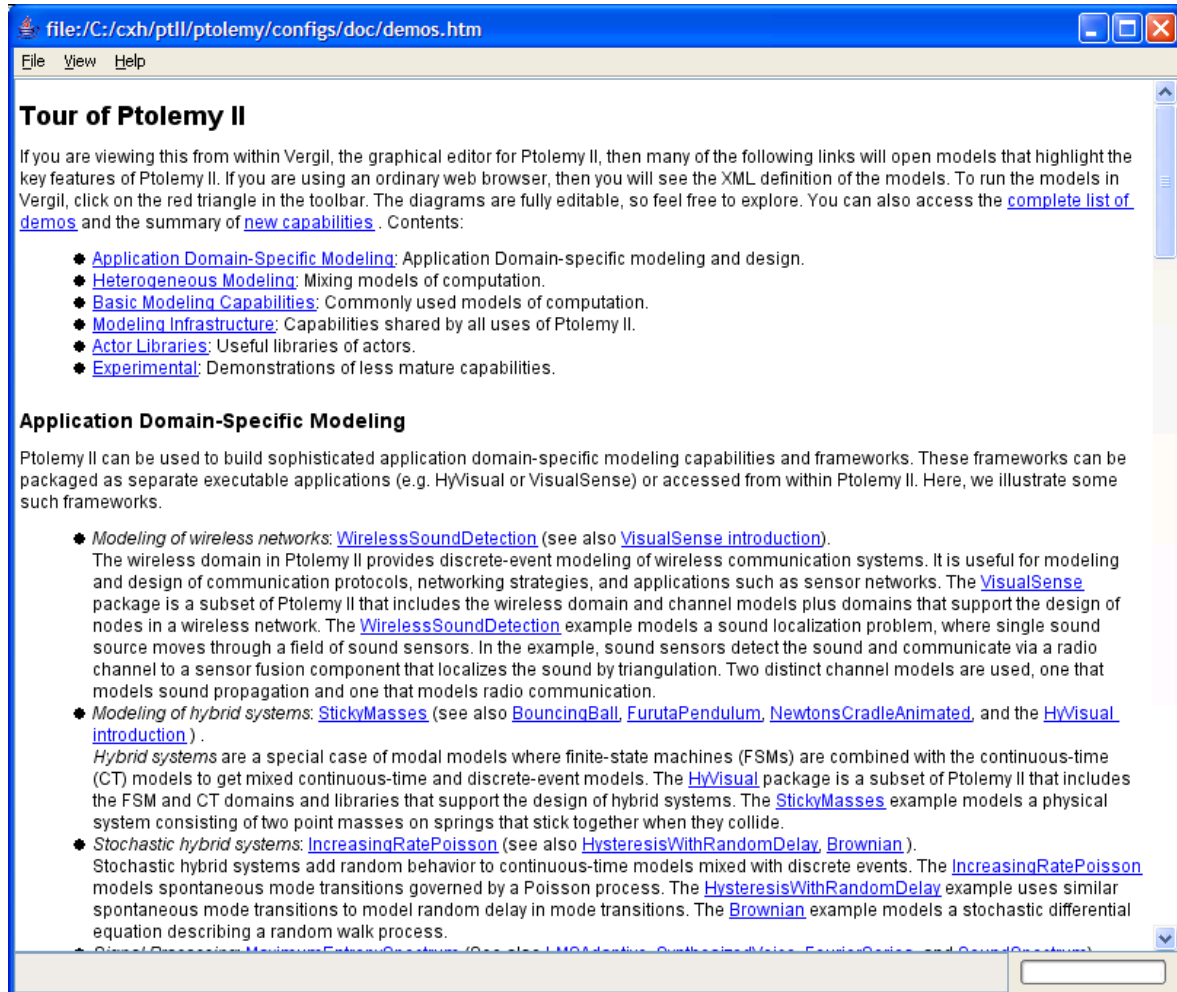 file:/C:/cxh/ptII/ptolemy/configs/doc/demos.htm
File View Help
Tour of Ptolemy II
If you are viewing this from within Vergil, the graphical editor for Ptolemy II, then many of the following links will open models that highlight the
key features of Ptolemy II. If you are using an ordinary web browser, then you will see the XML definition of the models. To run the models in
Vergil, click on the red triangle in the toolbar. The diagrams are fully editable, so feel free to explore. You can also access the complete list of
demos and the summary of new capabilities . Contents:
Application Domain-Specific Modeling: Application Domain-specific modeling and design.
Heterogeneous Modeling: Mixing models of computation.
Basic Modeling Capabilities: Commonly used models of computation.
Modeling Infrastructure: Capabilities shared by all uses of Ptolemy II.
Actor Libraries: Useful libraries of actors.
Experimental: Demonstrations of less mature capabilities.
Application Domain-Specific Modeling
Ptolemy II can be used to build sophisticated application domain-specific modeling capabilities and frameworks. These frameworks can be
packaged as separate executable applications (e.g. HyVisual or VisualSense) or accessed from within Ptolemy II. Here, we illustrate some
such frameworks.
Modeling of wireless networks: WirelessSoundDetection (see also VisualSense introduction).
The wireless domain in Ptolemy II provides discrete-event modeling of wireless communication systems. It is useful for modeling
and design of communication protocols, networking strategies, and applications such as sensor networks. The VisualSense
package is a subset of Ptolemy II that includes the wireless domain and channel models plus domains that support the design of
nodes in a wireless network. The WirelessSoundDetection example models a sound localization problem, where single sound
source moves through a field of sound sensors. In the example, sound sensors detect the sound and communicate via a radio
channel to a sensor fusion component that localizes the sound by triangulation. Two distinct channel models are used, one that
models sound propagation and one that models radio communication.
Modeling of hybrid systems: StickyMasses (see also BouncingBall, FurutaPendulum, NewtonsCradleAnimated, and the HyVisual
introduction ) .
Hybrid systems are a special case of modal models where finite-state machines (FSMs) are combined with the continuous-time
(CT) models to get mixed continuous-time and discrete-event models. The HyVisual package is a subset of Ptolemy II that includes
the FSM and CT domains and libraries that support the design of hybrid systems. The StickyMasses example models a physical
system consisting of two point masses on springs that stick together when they collide.
Stochastic hybrid systems: IncreasingRatePoisson (see also HysteresisWithRandomDelay, Brownian ).
Stochastic hybrid systems add random behavior to continuous-time models mixed with discrete events. The IncreasingRatePoisson
models spontaneous mode transitions governed by a Poisson process. The HysteresisWithRandomDelay example uses similar
spontaneous mode transitions to model random delay in mode transitions. The Brownian example models a stochastic differential
equation describing a random walk process.
Signal Processing: MaximumEntropySpectrum (See also LMSAdaptive, SynthesizedVoice, FourierSeries, and SoundSpectrum)